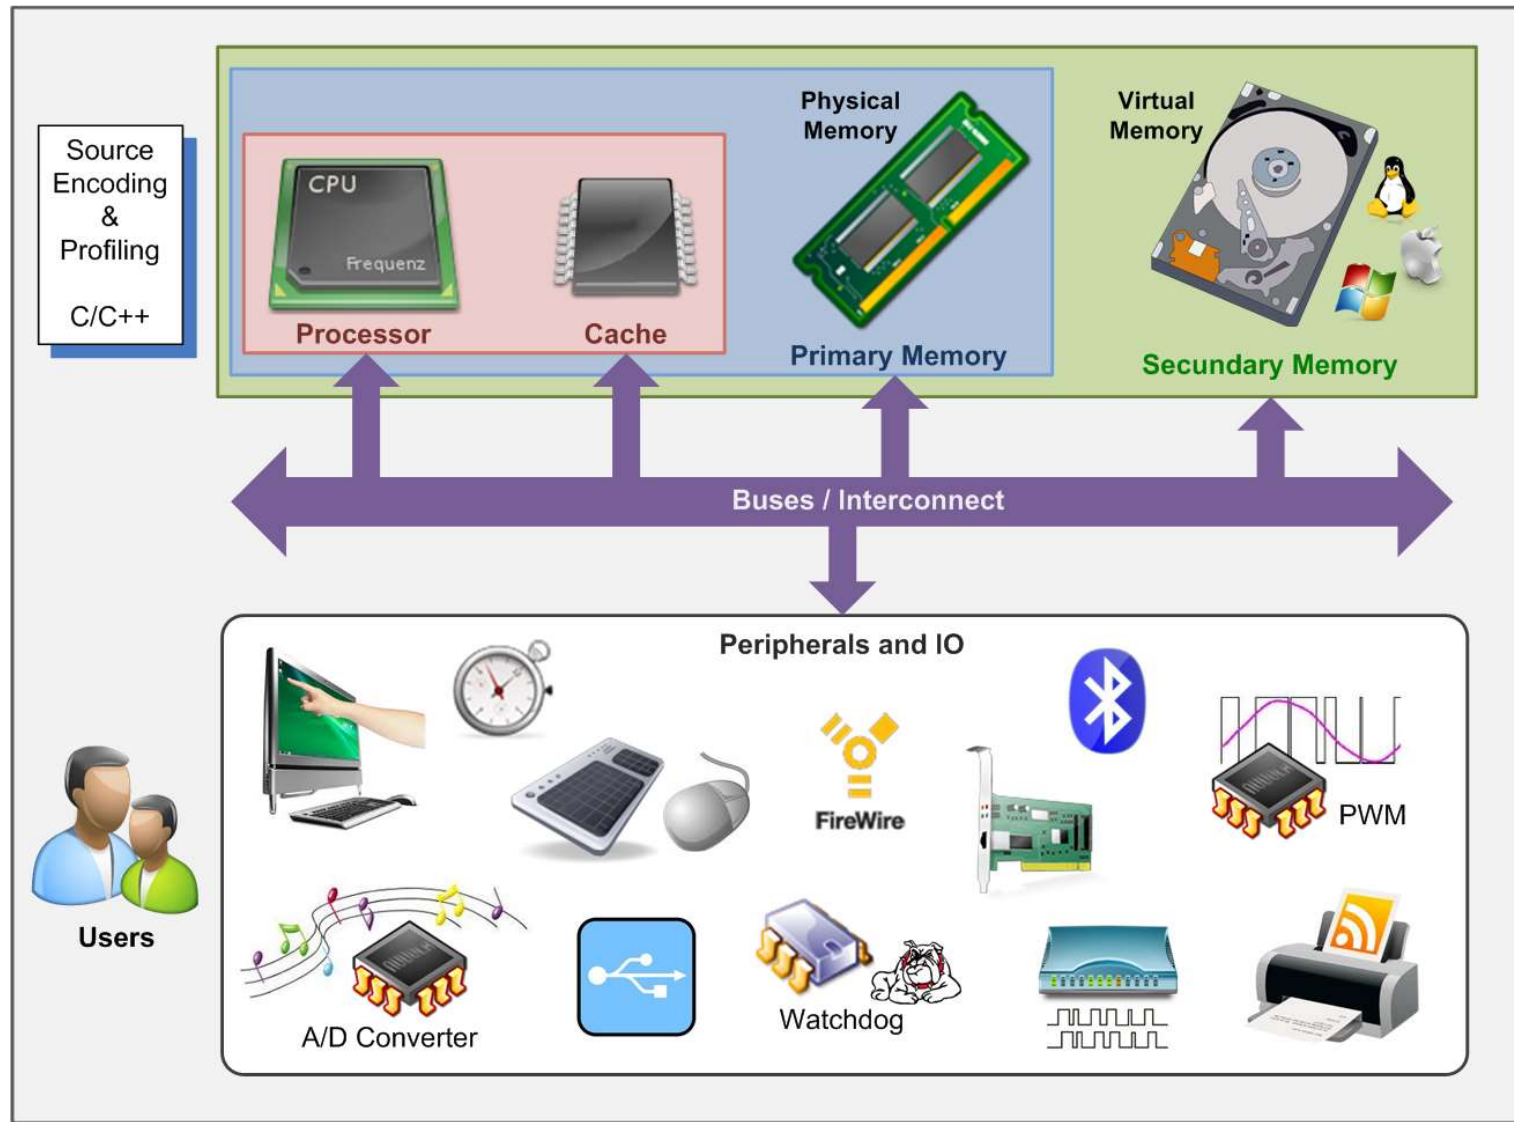 Source
Encoding
&
Profiling
C/C++
CPU
Frequenz
Processor
Cache
Physical
Memory
Primary Memory
Virtual
Memory
Secundary Memory
Buses / Interconnect
Peripherals and IO
FireWire
PWM
Users
A/D Converter
Watchdog